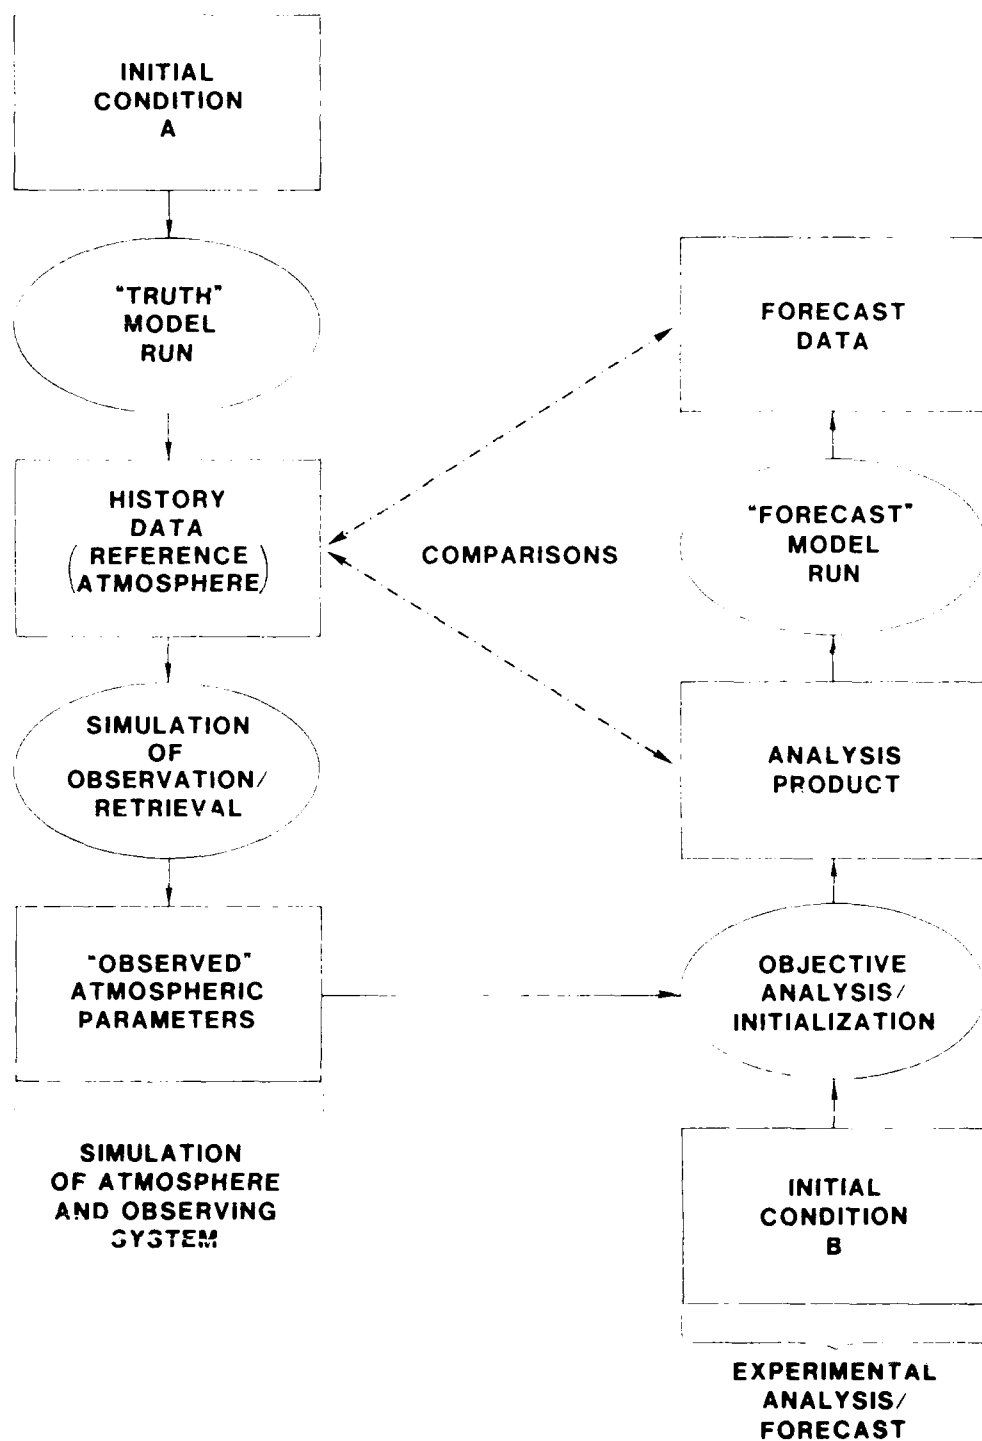 INITIAL
CONDITION
A
"TRUTH"
MODEL
RUN
HISTORY
DATA
(REFERENCE
ATMOSPHERE)
SIMULATION
OF
OBSERVATION/
RETRIEVAL
"OBSERVED"
ATMOSPHERIC
PARAMETERS
SIMULATION
OF ATMOSPHERE
AND OBSERVING
SYSTEM
COMPARISONS
FORECAST
DATA
"FORECAST"
MODEL
RUN
ANALYSIS
PRODUCT
OBJECTIVE
ANALYSIS/
INITIALIZATION
INITIAL
CONDITION
B
EXPERIMENTAL
ANALYSIS/
FORECAST